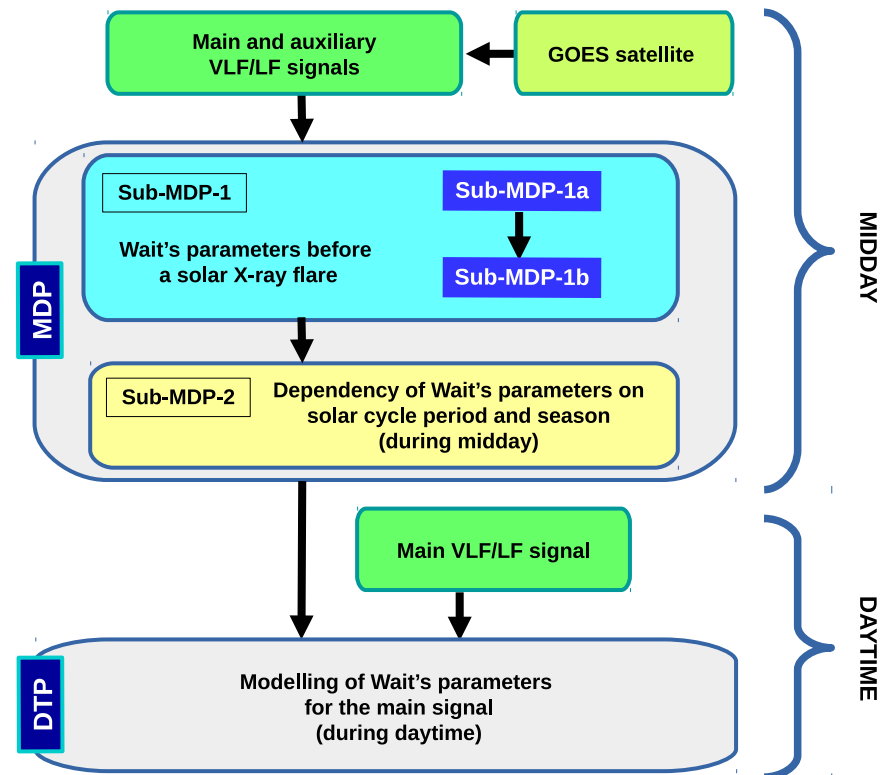 Main and auxiliary
VLF/LF signals
GOES satellite
MIDDAY
MDP
Sub-MDP-1
Wait's parameters before
a solar X-ray flare
Sub-MDP-1a
Sub-MDP-1b
Sub-MDP-2
Dependency of Wait's parameters on
solar cycle period and season
(during midday)
Main VLF/LF signal
DAYTIME
DTP
Modelling of Wait's parameters
for the main signal
(during daytime)